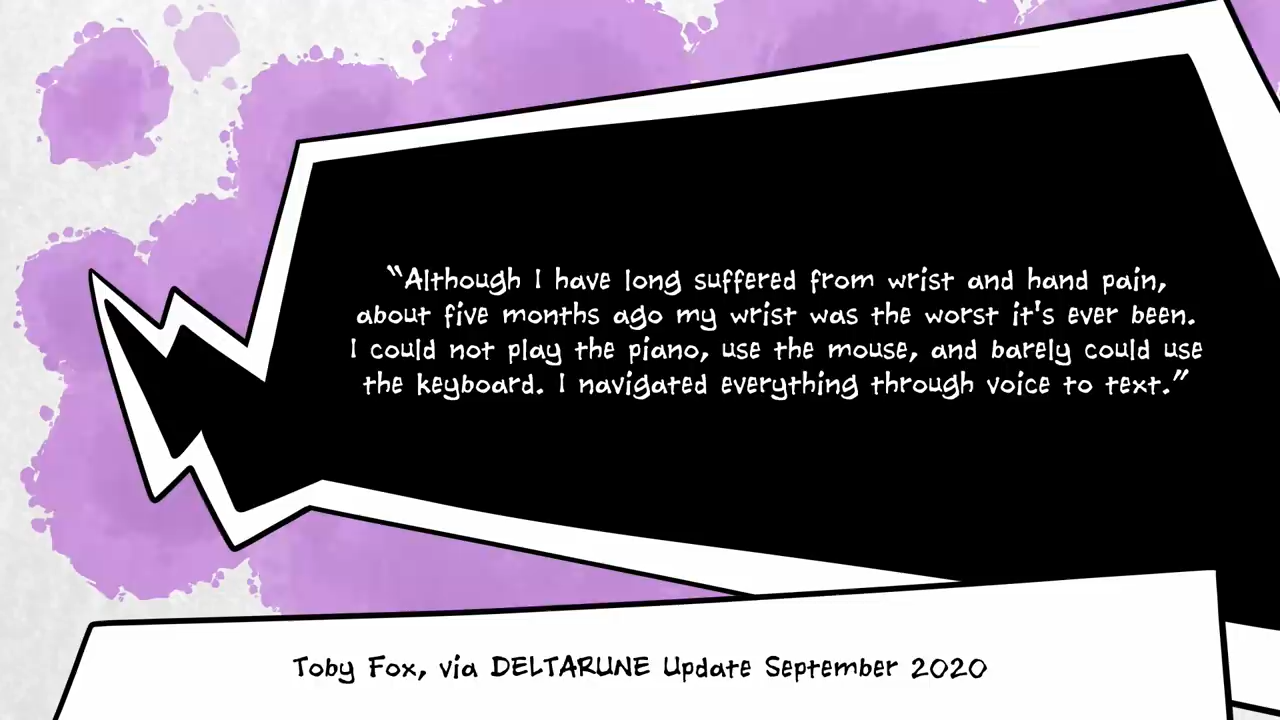 “Although I have long suffered from wrist and hand pain,
about five months ago my wrist was the worst it's ever been.
I could not play the piano, use the mouse, and barely could use
the keyboard. I navigated everything through voice to text.”
Toby Fox, via DELTARUNE Update September 2020